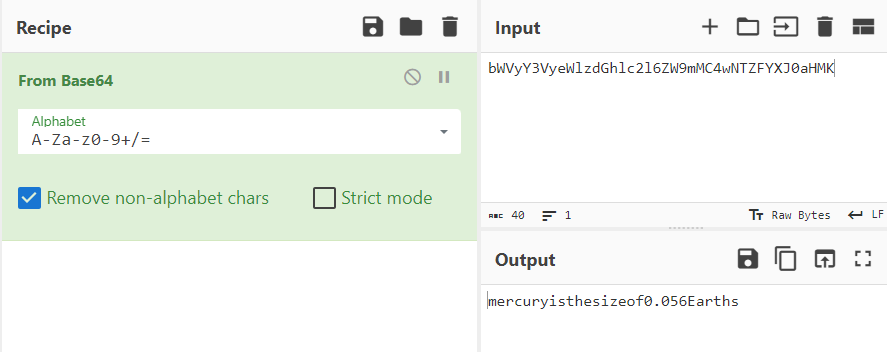 Recipe
From Base64
Alphabet
A-Za-z0-9+/=
Remove non-alphabet chars
Strict mode
Input
bWVyY3VyeWlzdGhlc2l6ZW9mMC4wNTZFYXJ0aHMK
ABC 40 1 Raw Bytes LF
Output
mercuryisthesizeof0.056Earths